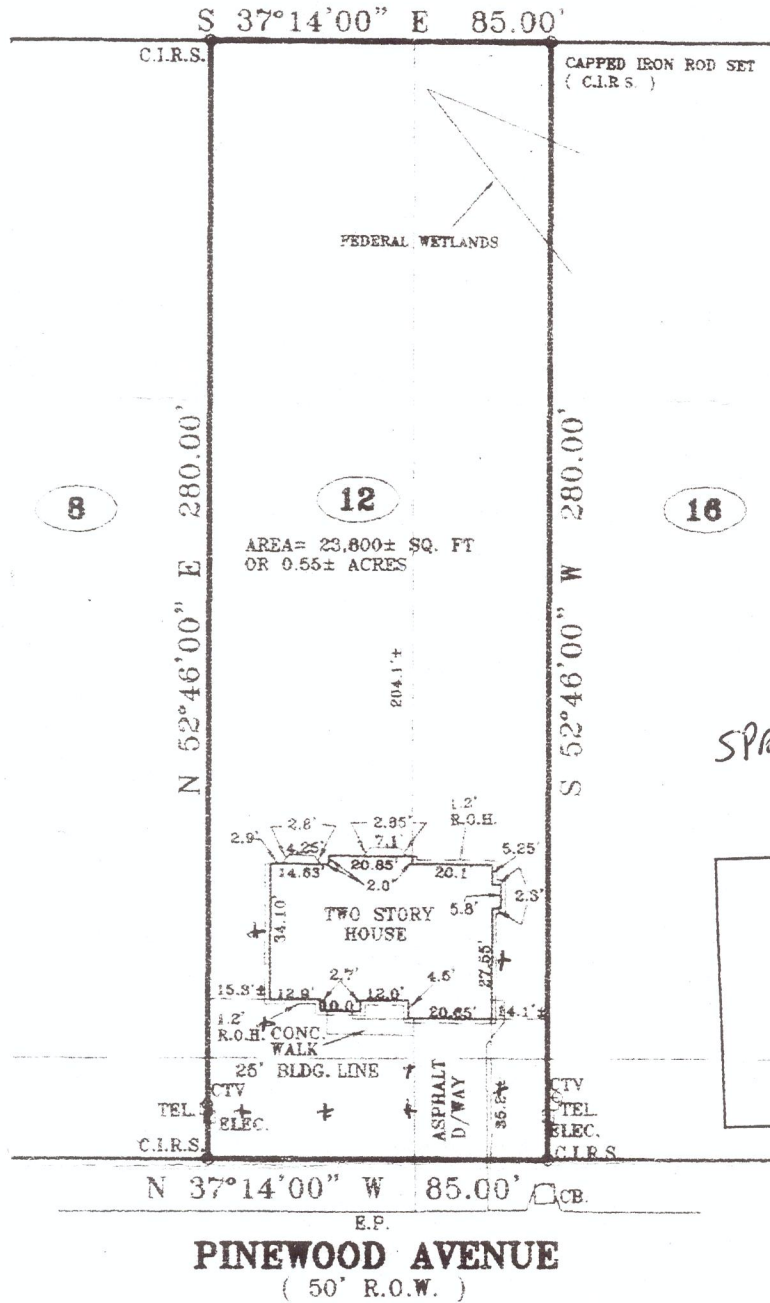 S 37°14'00" E 85.00'
C.I.R.S.
CAPPED IRON ROD SET
( C.I.R S. )
FEDERAL WETLANDS
N 52°46'00" E 280.00'
S 52°46'00" W 280.00'
8
12
16
AREA= 23,800± SQ. FT
OR 0.55± ACRES
204.1'±
SPR
1.2'
R.O.H.
2.9'
2.8'
4.25'
2.85'
7.1'
5.25'
14.63'
20.85'
20.1
2.0'
2.3'
5.8'
34.10'
TWO STORY
HOUSE
27.55'
15.3'±
12.9'
2.7'
10.0'
12.0'
4.5'
20.65'
14.1'±
1.2'
R.O.H.
CONC.
WALK
25' BLDG. LINE
ASPHALT
D/WAY
CTV
TEL.
ELEC.
CTV
TEL.
ELEC.
C.I.R.S.
C.I.R.S.
N 37°14'00" W 85.00'
CB.
E.P.
PINEWOOD AVENUE
( 50' R.O.W. )